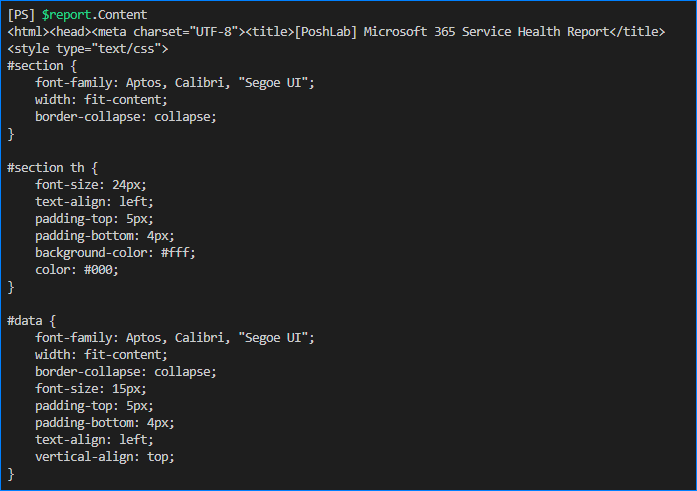 [PS] $report.Content
<html><head><meta charset="UTF-8"><title>[PoshLab] Microsoft 365 Service Health Report</title>
<style type="text/css">
#section {
    font-family: Aptos, Calibri, "Segoe UI";
    width: fit-content;
    border-collapse: collapse;
}

#section th {
    font-size: 24px;
    text-align: left;
    padding-top: 5px;
    padding-bottom: 4px;
    background-color: #fff;
    color: #000;
}

#data {
    font-family: Aptos, Calibri, "Segoe UI";
    width: fit-content;
    border-collapse: collapse;
    font-size: 15px;
    padding-top: 5px;
    padding-bottom: 4px;
    text-align: left;
    vertical-align: top;
}